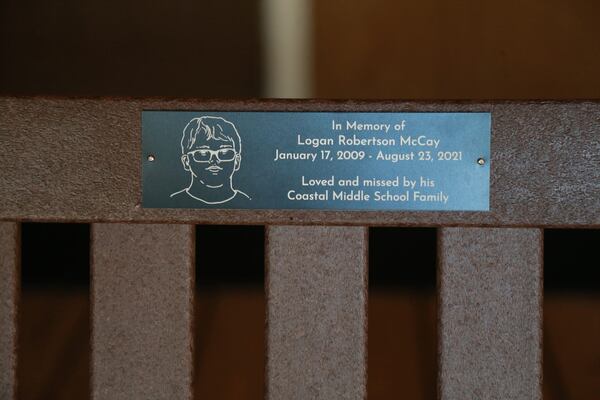 In Memory of
Logan Robertson McCay
January 17, 2009 - August 23, 2021
Loved and missed by his
Coastal Middle School Family